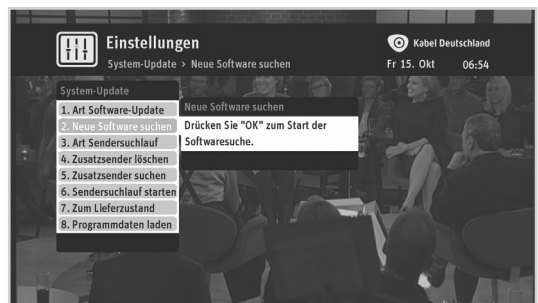 Einstellungen
Kabel Deutschland
System-Update > Neue Software suchen
Fr 15. Okt 06:54
System-Update
1. Art Software-Update
2. Neue Software suchen
3. Art Sendersuchlauf
4. Zusatzsender löschen
5. Zusatzsender suchen
6. Sendersuchlauf starten
7. Zum Lieferzustand
8. Programmdaten laden
Neue Software suchen
Drücken Sie "OK" zum Start der
Softwaresuche.